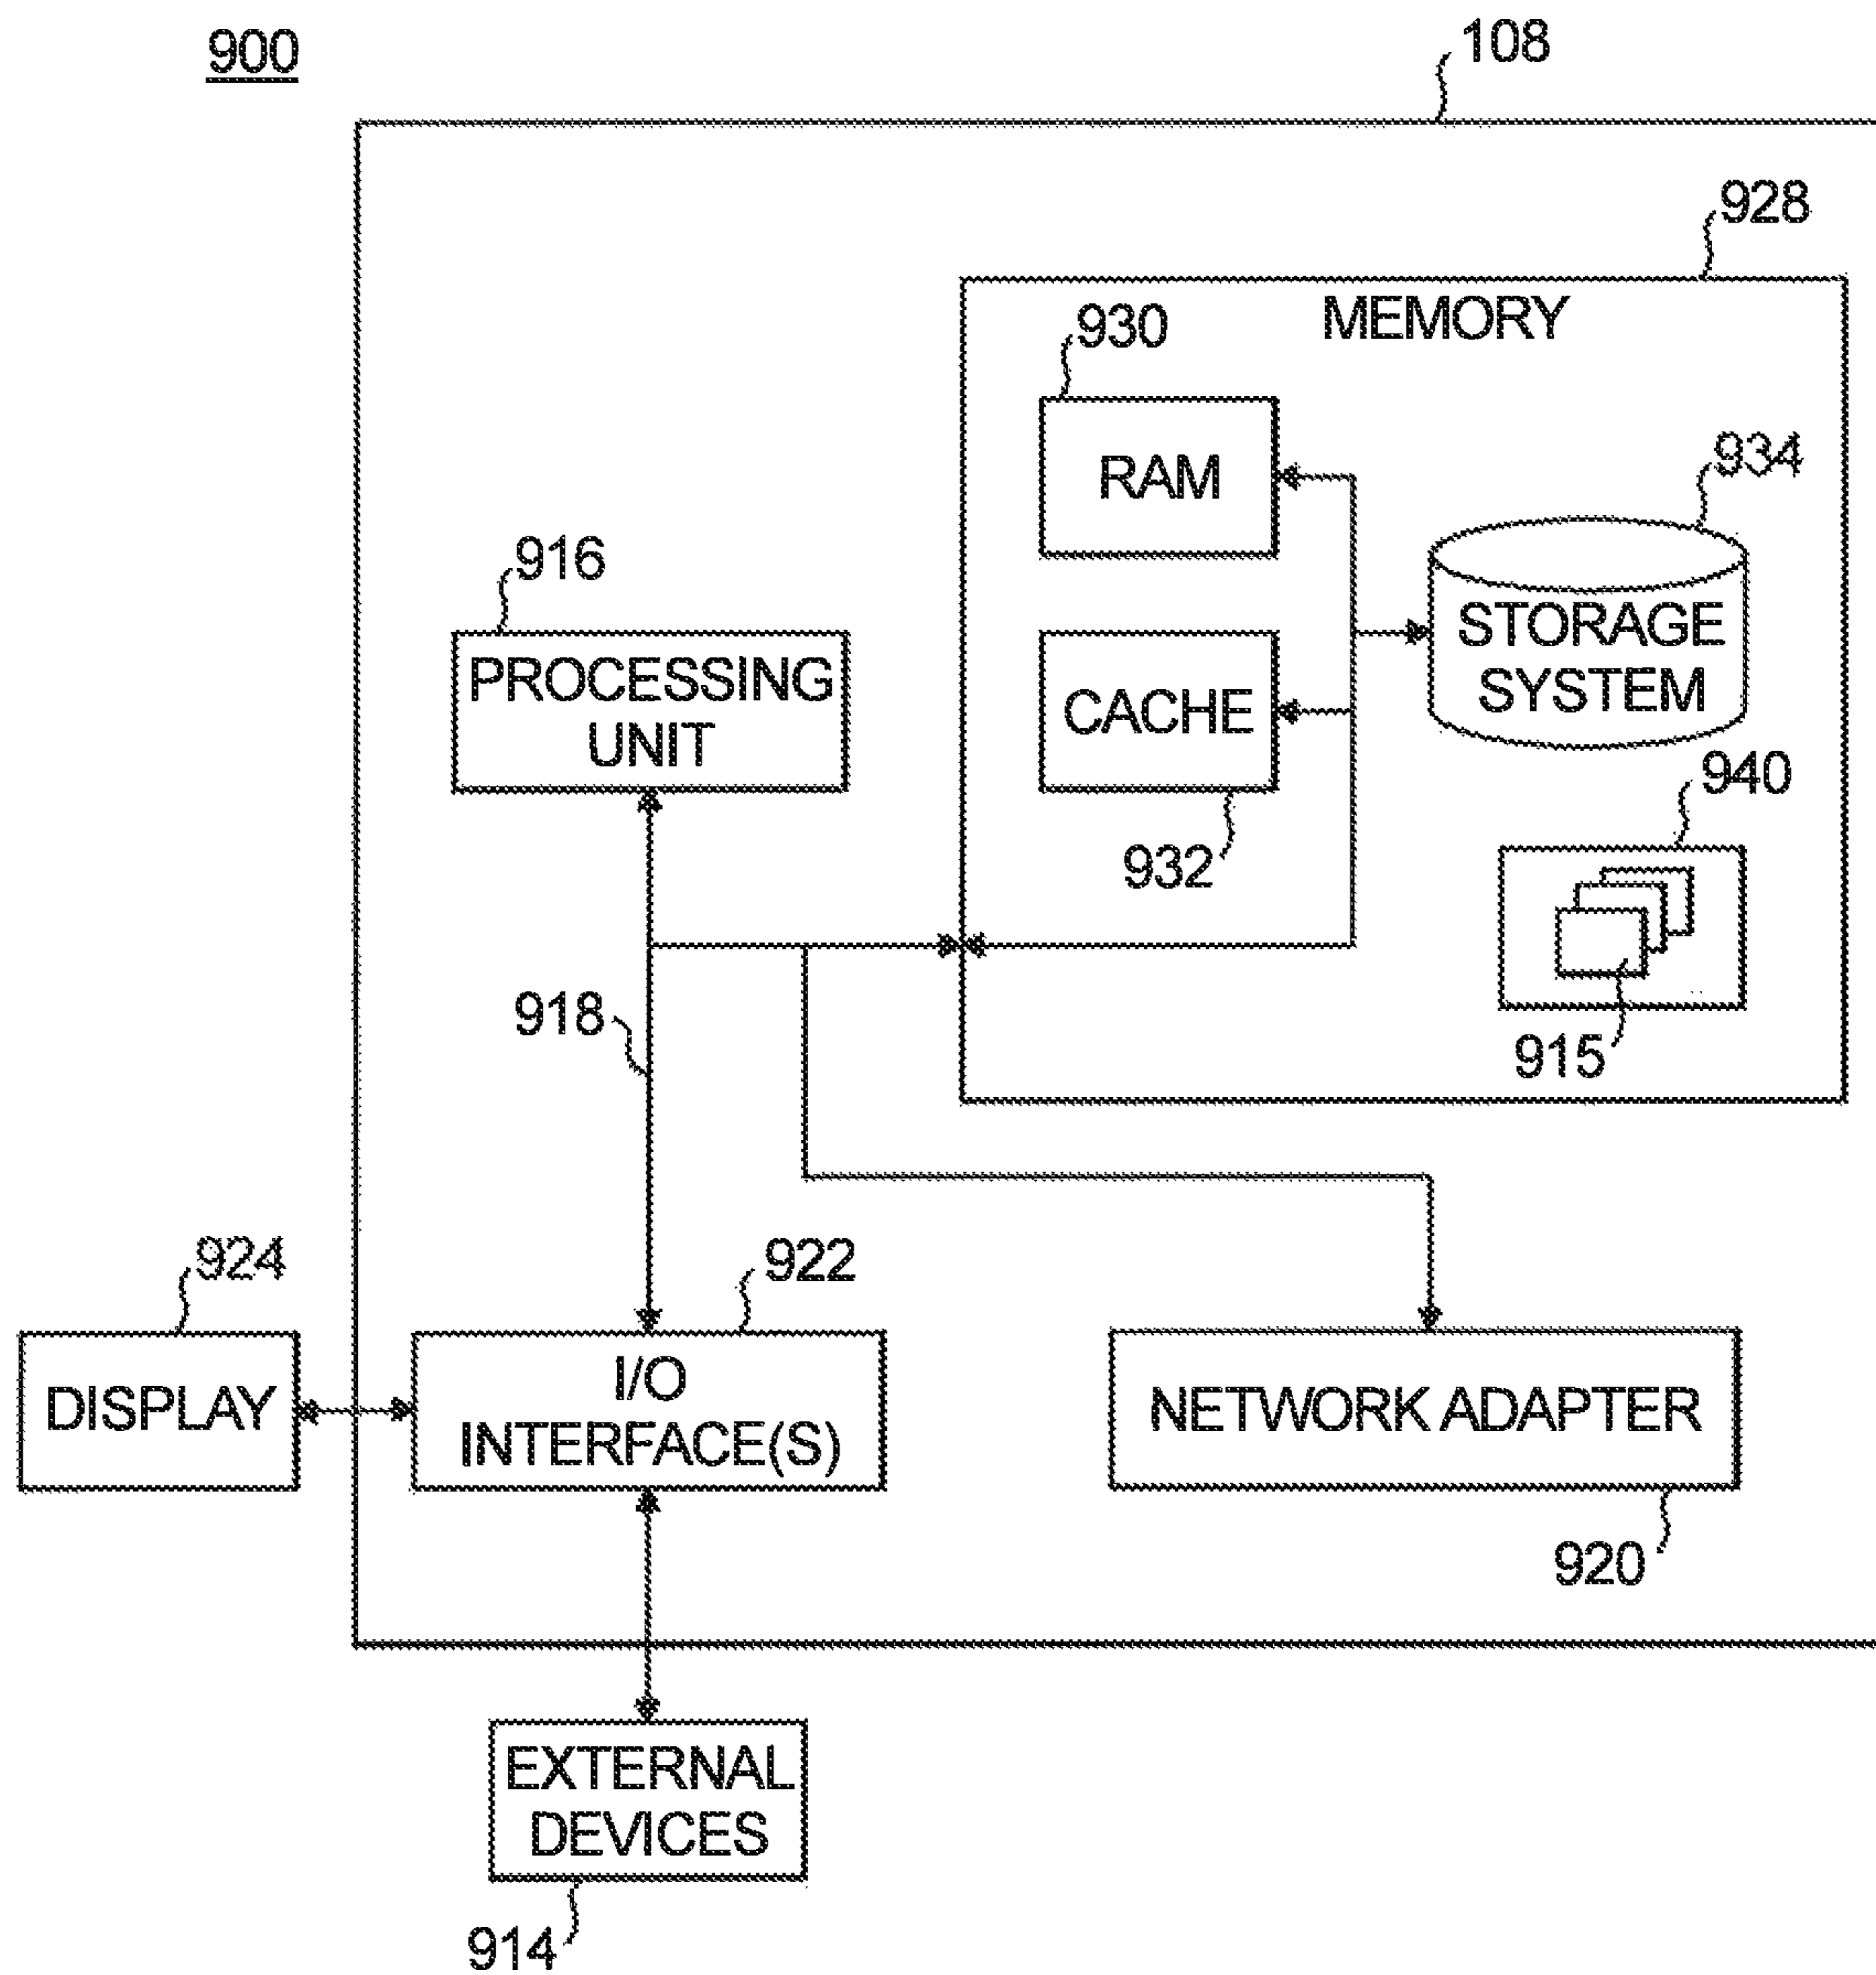 900
108
928
MEMORY
930
RAM
934
STORAGE
SYSTEM
916
PROCESSING
UNIT
CACHE
932
940
915
918
924
DISPLAY
922
I/O
INTERFACE(S)
NETWORK ADAPTER
920
EXTERNAL
DEVICES
914